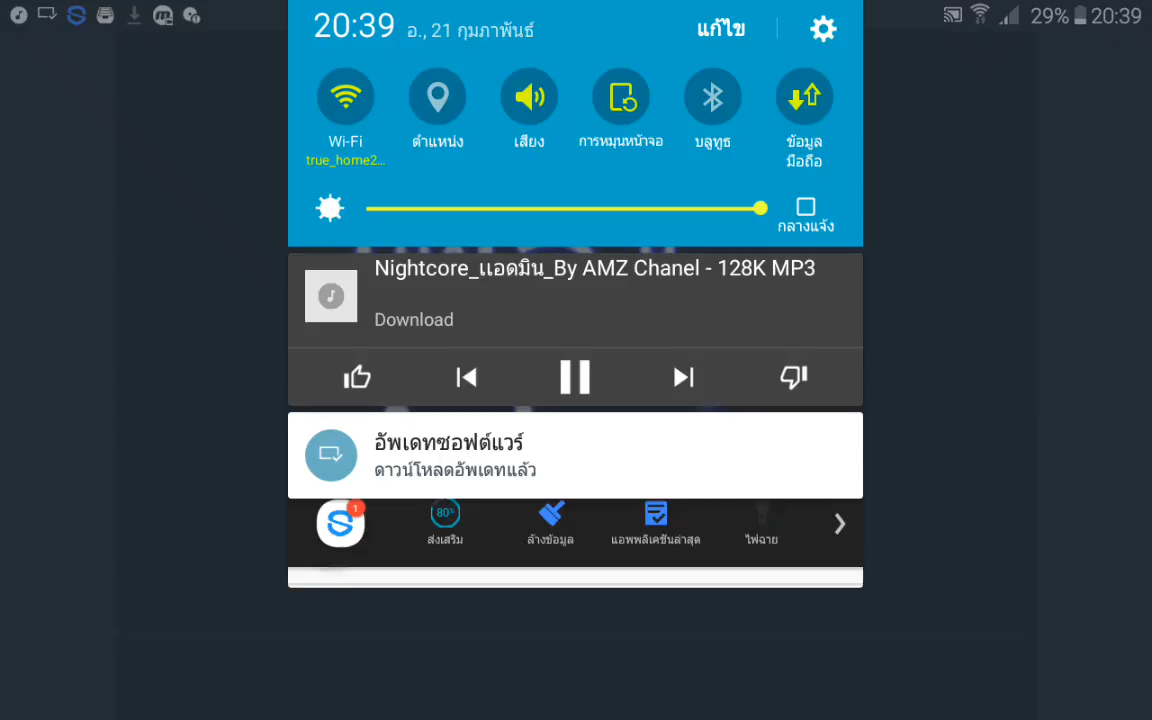 29% 20:39
20:39 อ., 21 กุมภาพันธ์ แก้ไข
Wi-Fi ตำแหน่ง เสียง การหมุนหน้าจอ บลูทูธ ข้อมูล
true_home2... มือถือ
กลางแจ้ง
Nightcore_แอดมิน_By AMZ Chanel - 128K MP3
Download
อัพเดทซอฟต์แวร์
ดาวน์โหลดอัพเดทแล้ว
1
80%
ส่งเสริม ล้างข้อมูล แอพพลิเคชันล่าสุด ไฟฉาย